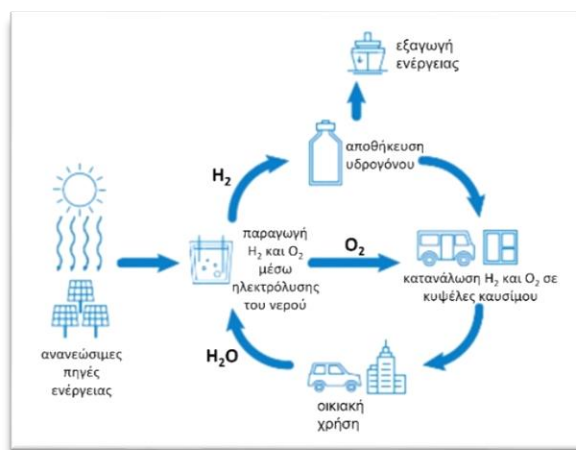 εξαγωγή
ενέργειας
αποθήκευση
υδρογόνου
H₂
παραγωγή
H₂ και O₂
μέσω
ηλεκτρόλυσης
του νερού
O₂
κατανάλωση H₂ και O₂ σε
κυψέλες καυσίμου
ανανεώσιμες
πηγές
ενέργειας
H₂O
οικιακή
χρήση